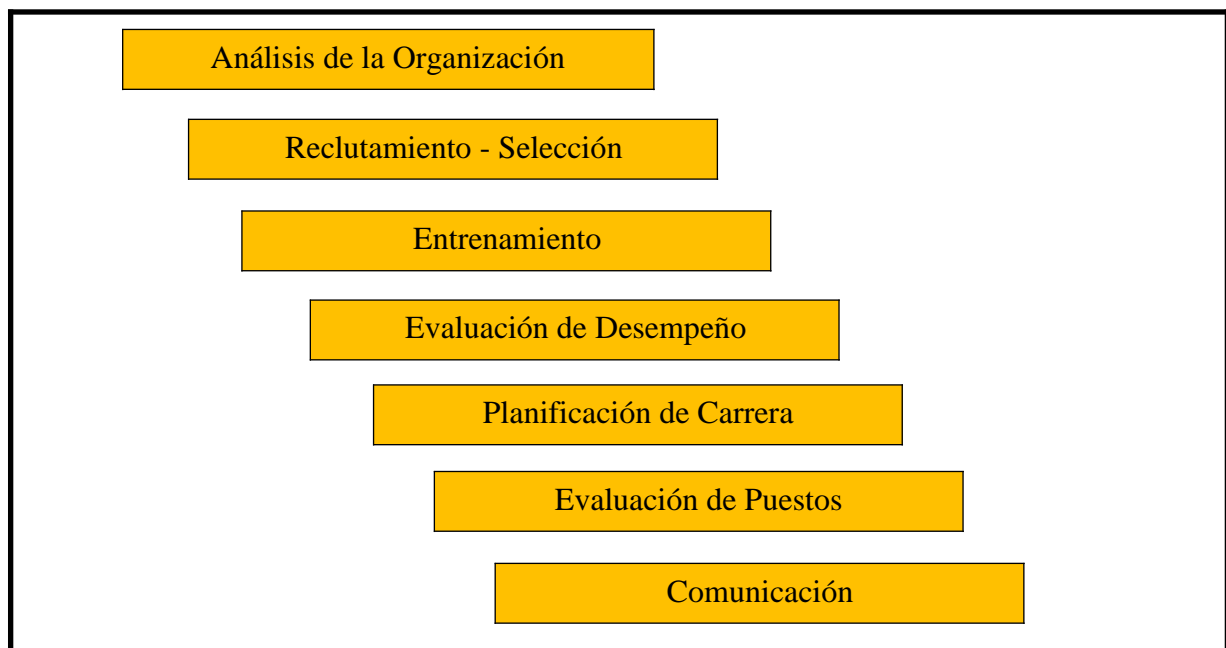 Análisis de la Organización
Reclutamiento - Selección
Entrenamiento
Evaluación de Desempeño
Planificación de Carrera
Evaluación de Puestos
Comunicación